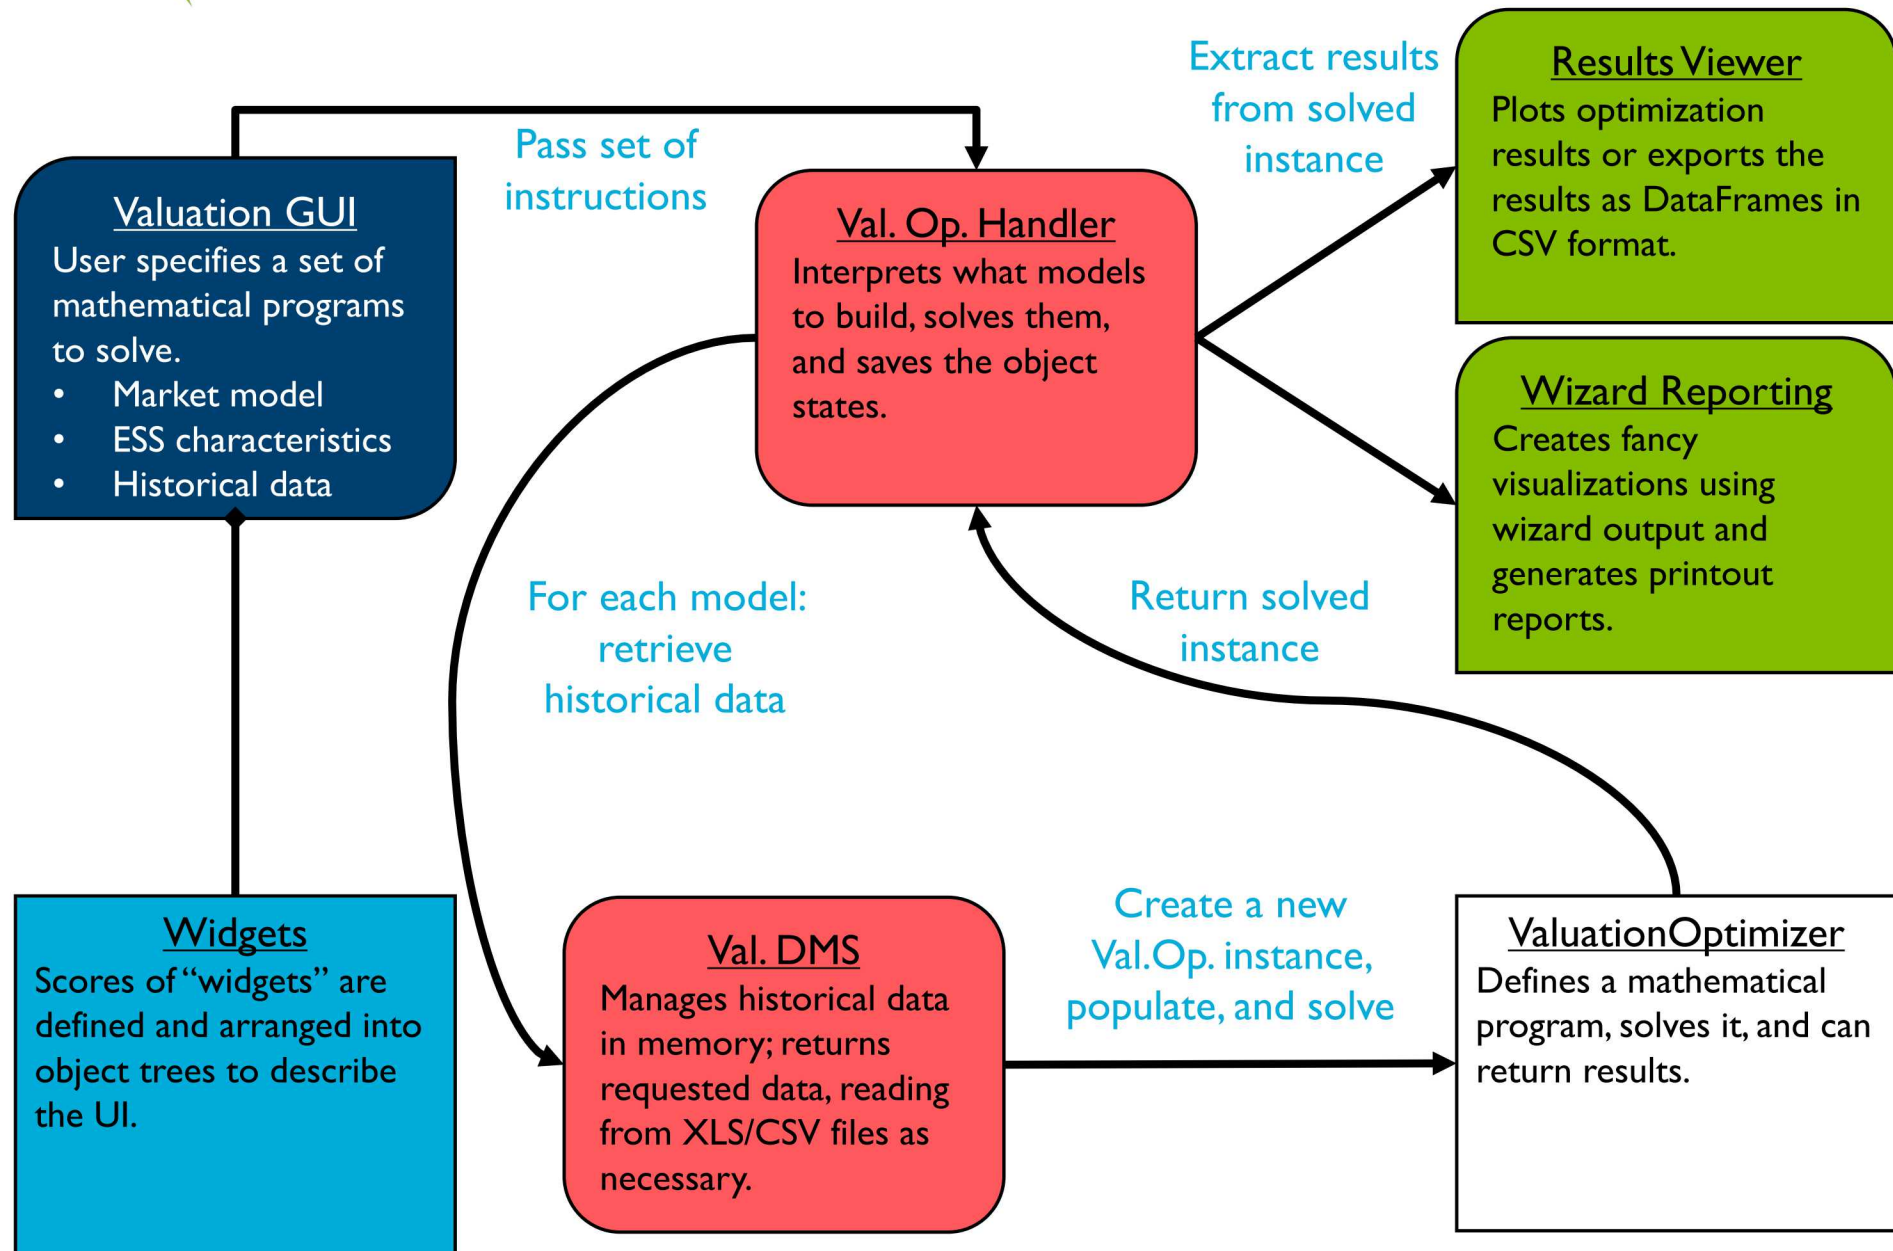 Valuation GUI
User specifies a set of
mathematical programs
to solve.
• Market model
• ESS characteristics
• Historical data
Pass set of
instructions
Val. Op. Handler
Interprets what models
to build, solves them,
and saves the object
states.
Extract results
from solved
instance
Results Viewer
Plots optimization
results or exports the
results as DataFrames in
CSV format.
Wizard Reporting
Creates fancy
visualizations using
wizard output and
generates printout
reports.
For each model:
retrieve
historical data
Return solved
instance
Widgets
Scores of “widgets” are
defined and arranged into
object trees to describe
the UI.
Val. DMS
Manages historical data
in memory; returns
requested data, reading
from XLS/CSV files as
necessary.
Create a new
Val.Op. instance,
populate, and solve
ValuationOptimizer
Defines a mathematical
program, solves it, and can
return results.